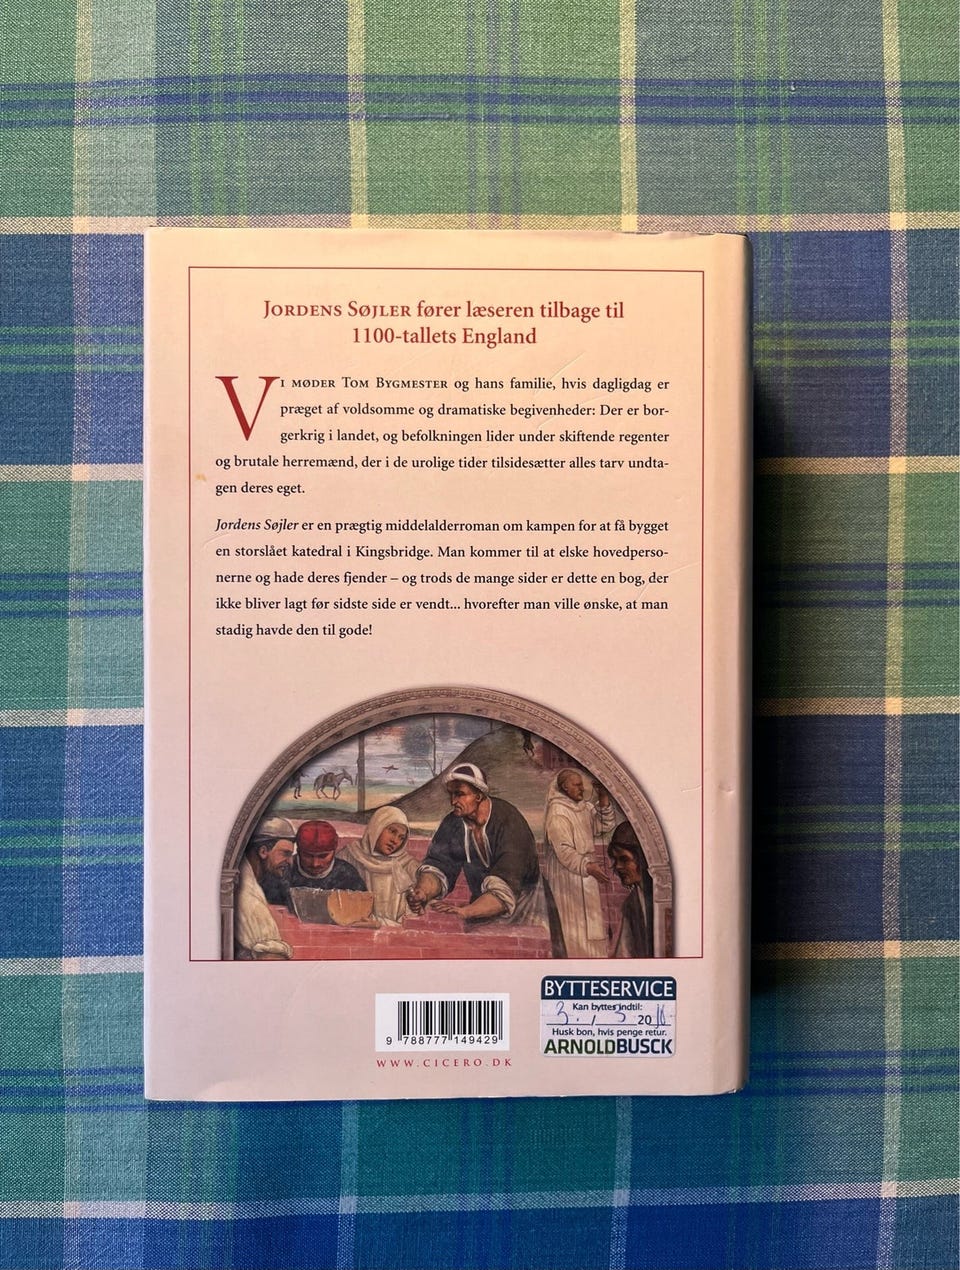 JORDENS SØJLER fører læseren tilbage til
1100-tallets England
VI MØDER TOM BYGMESTER og hans familie, hvis dagligdag er
præget af voldsomme og dramatiske begivenheder: Der er bor-
gerkrig i landet, og befolkningen lider under skiftende regenter
og brutale herremænd, der i de urolige tider tilsidesætter alles tarv undta-
gen deres eget.
Jordens Søjler er en prægtig middelalderroman om kampen for at få bygget
en storslået katedral i Kingsbridge. Man kommer til at elske hovedperso-
nerne og hade deres fjender – og trods de mange sider er dette en bog, der
ikke bliver lagt før sidste side er vendt... hvorefter man ville ønske, at man
stadig havde den til gode!
BYTTESERVICE
Kan byttes indtil:
3. / 3 20
Husk bon, hvis penge retur.
ARNOLDBUSCK
9 788777 149429
WWW.CICERO.DK